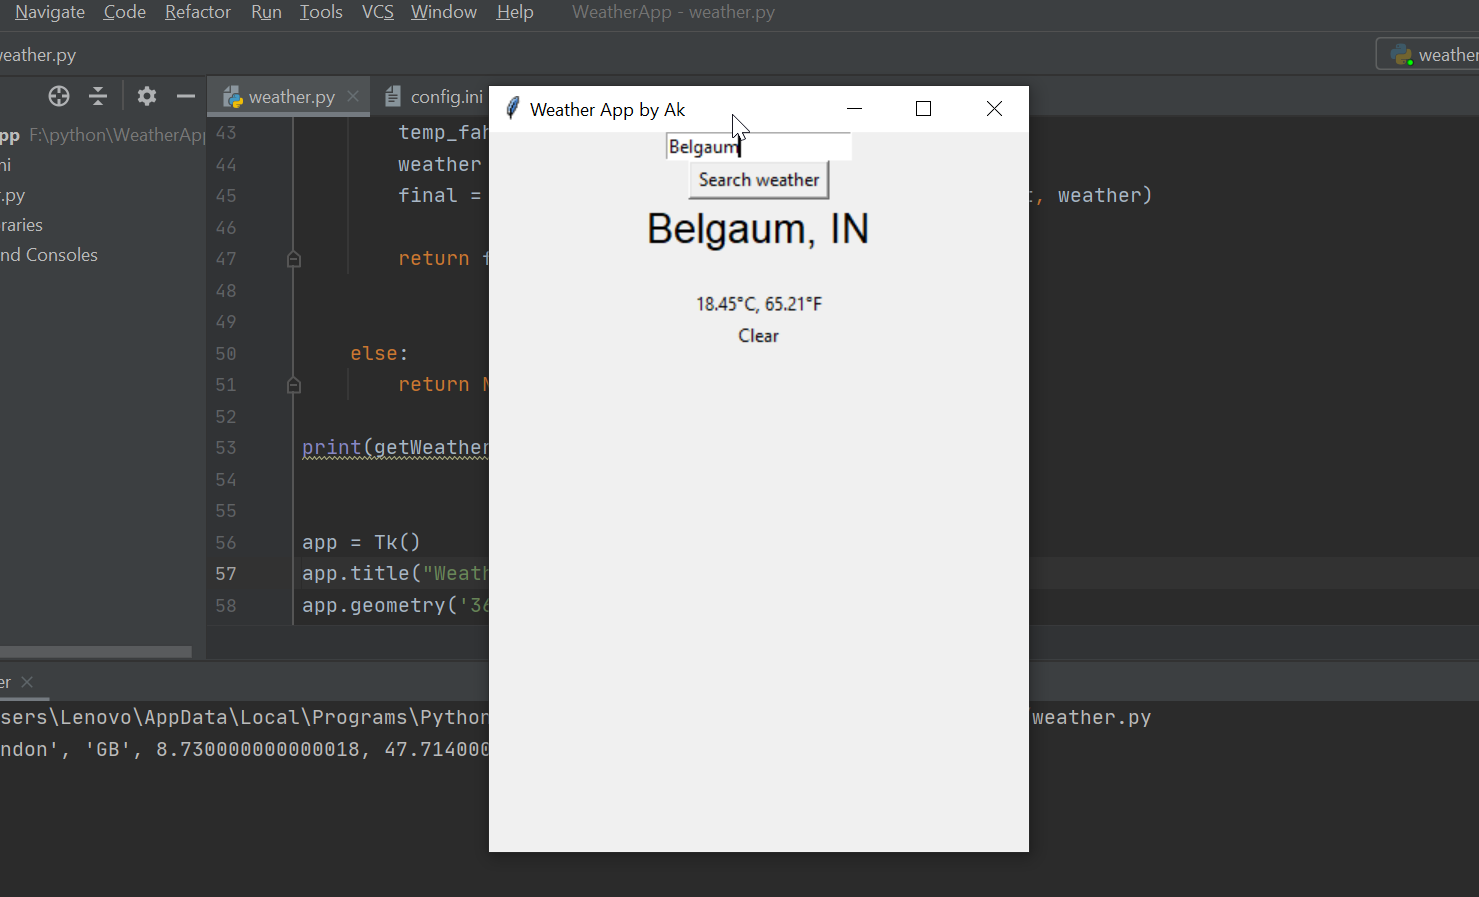 Navigate Code Refactor Run Tools VCS Window Help WeatherApp - weather.py
weather.py
weather
weather.py config.ini
Weather App by Ak
Belgaum
Search weather
Belgaum, IN
18.45°C, 65.21°F
Clear
pp F:\python\WeatherApp
ni
.py
raries
nd Consoles
43 temp_fah
44 weather
45 final = t, weather)
46
47 return f
48
49
50 else:
51 return N
52
53 print(getWeather
54
55
56 app = Tk()
57 app.title("Weath
58 app.geometry('36
er
sers\Lenovo\AppData\Local\Programs\Python /weather.py
ndon', 'GB', 8.730000000000018, 47.714000